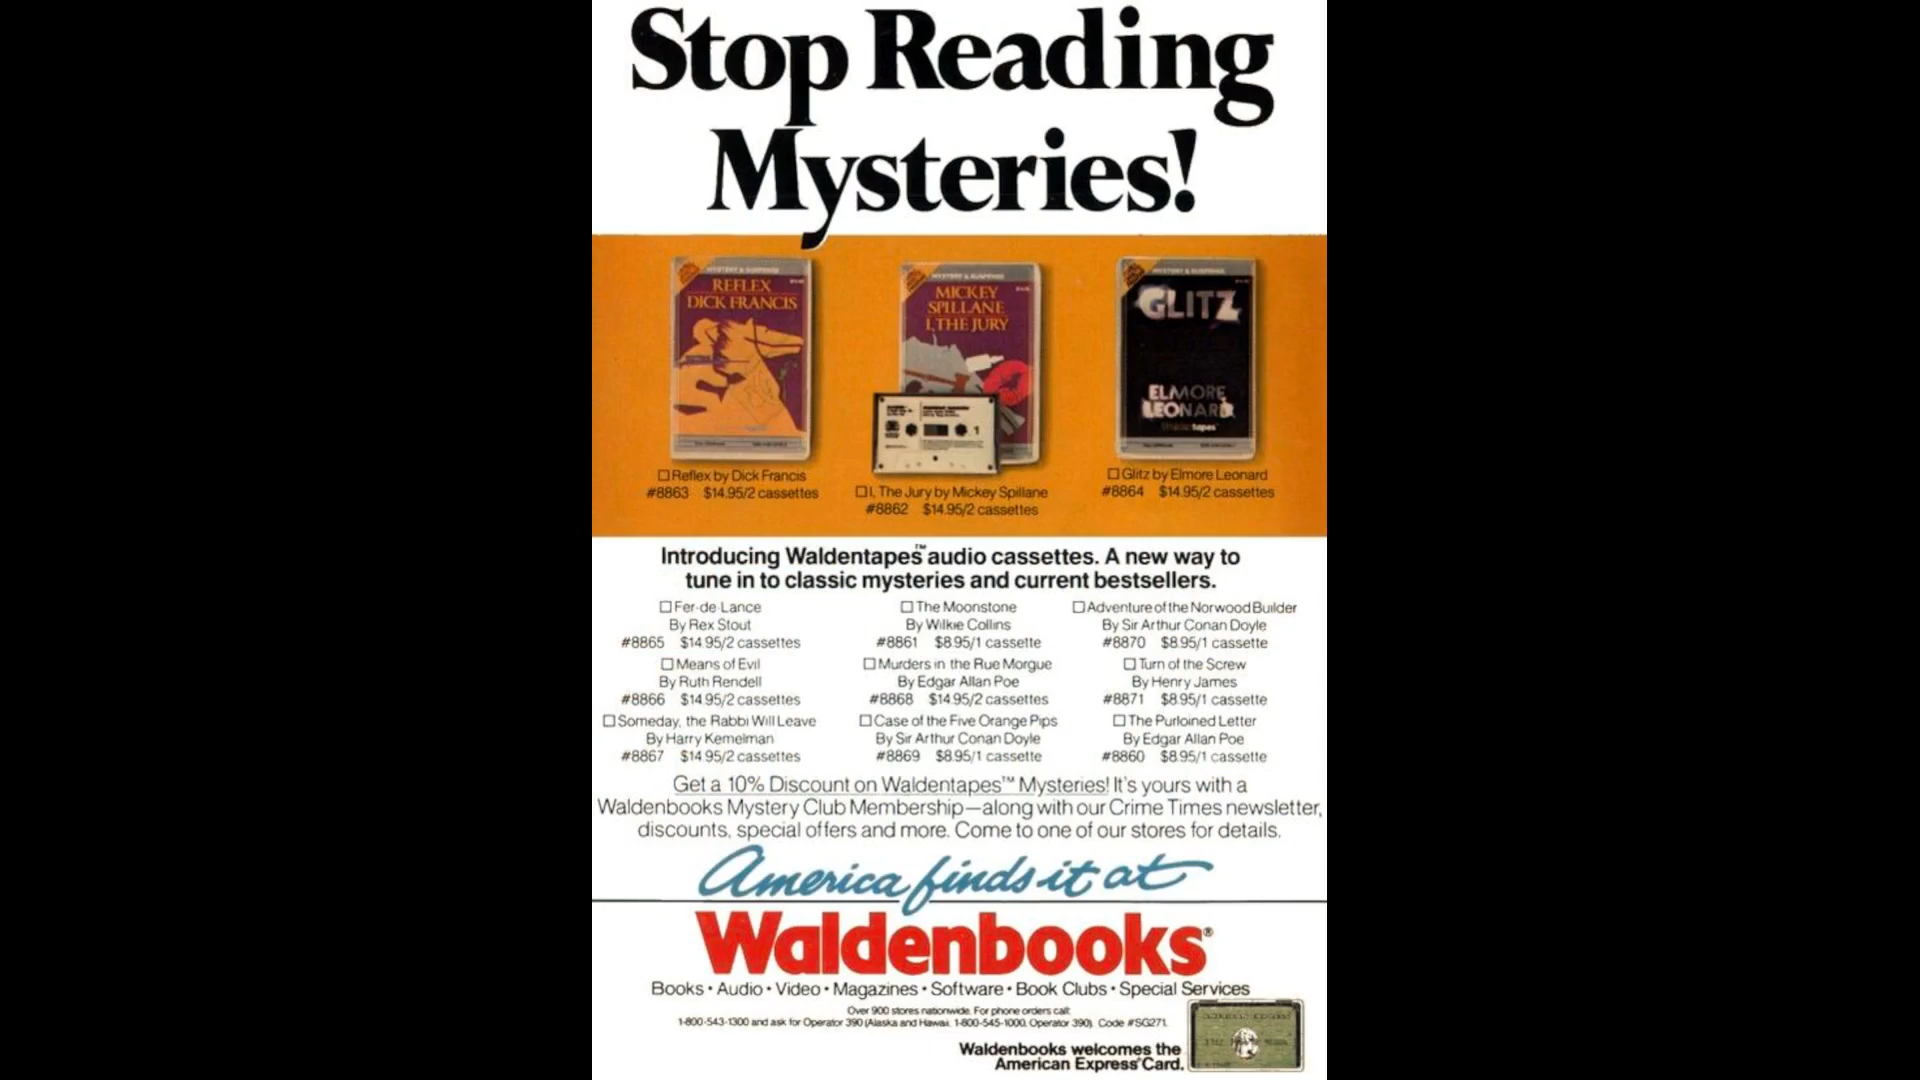 Stop Reading
Mysteries!
MYSTERY & SUSPENSE
REFLEX
DICK FRANCIS
MYSTERY & SUSPENSE
MICKEY
SPILLANE
I, THE JURY
1
MYSTERY & SUSPENSE
GLITZ
ELMORE
LEONARD
tapes
☐ Reflex by Dick Francis
#8863 $14.95/2 cassettes
☐ I, The Jury by Mickey Spillane
#8862 $14.95/2 cassettes
☐ Glitz by Elmore Leonard
#8864 $14.95/2 cassettes
Introducing Waldentapes™ audio cassettes. A new way to
tune in to classic mysteries and current bestsellers.
☐ Fer-de-Lance
By Rex Stout
#8865 $14.95/2 cassettes
☐ Means of Evil
By Ruth Rendell
#8866 $14.95/2 cassettes
☐ Someday, the Rabbi Will Leave
By Harry Kemelman
#8867 $14.95/2 cassettes
☐ The Moonstone
By Wilkie Collins
#8861 $8.95/1 cassette
☐ Murders in the Rue Morgue
By Edgar Allan Poe
#8868 $14.95/2 cassettes
☐ Case of the Five Orange Pips
By Sir Arthur Conan Doyle
#8869 $8.95/1 cassette
☐ Adventure of the Norwood Builder
By Sir Arthur Conan Doyle
#8870 $8.95/1 cassette
☐ Turn of the Screw
By Henry James
#8871 $8.95/1 cassette
☐ The Purloined Letter
By Edgar Allan Poe
#8860 $8.95/1 cassette
Get a 10% Discount on Waldentapes™ Mysteries! It's yours with a
Waldenbooks Mystery Club Membership—along with our Crime Times newsletter,
discounts, special offers and more. Come to one of our stores for details.
America finds it at
Waldenbooks®
Books • Audio • Video • Magazines • Software • Book Clubs • Special Services
Over 900 stores nationwide. For phone orders call:
1-800-543-1300 and ask for Operator 390 (Alaska and Hawaii, 1-800-545-1000, Operator 390). Code #SG271.
Waldenbooks welcomes the
American Express® Card.